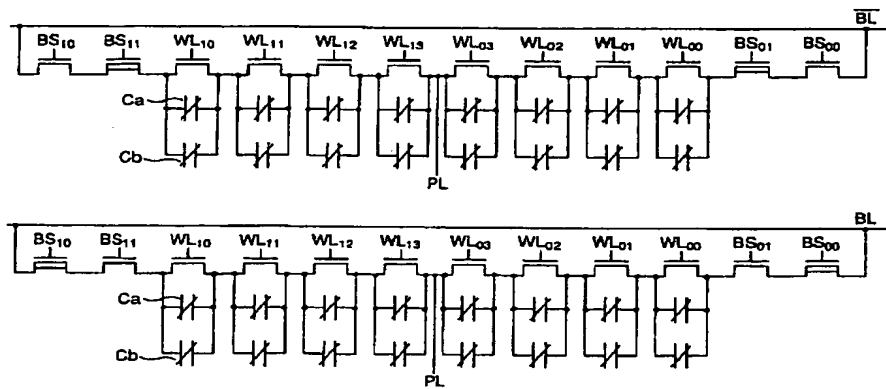 B̅L̅
BS₁₀ BS₁₁ WL₁₀ WL₁₁ WL₁₂ WL₁₃ WL₀₃ WL₀₂ WL₀₁ WL₀₀ BS₀₁ BS₀₀
Ca
Cb
PL
BL
BS₁₀ BS₁₁ WL₁₀ WL₁₁ WL₁₂ WL₁₃ WL₀₃ WL₀₂ WL₀₁ WL₀₀ BS₀₁ BS₀₀
Ca
Cb
PL